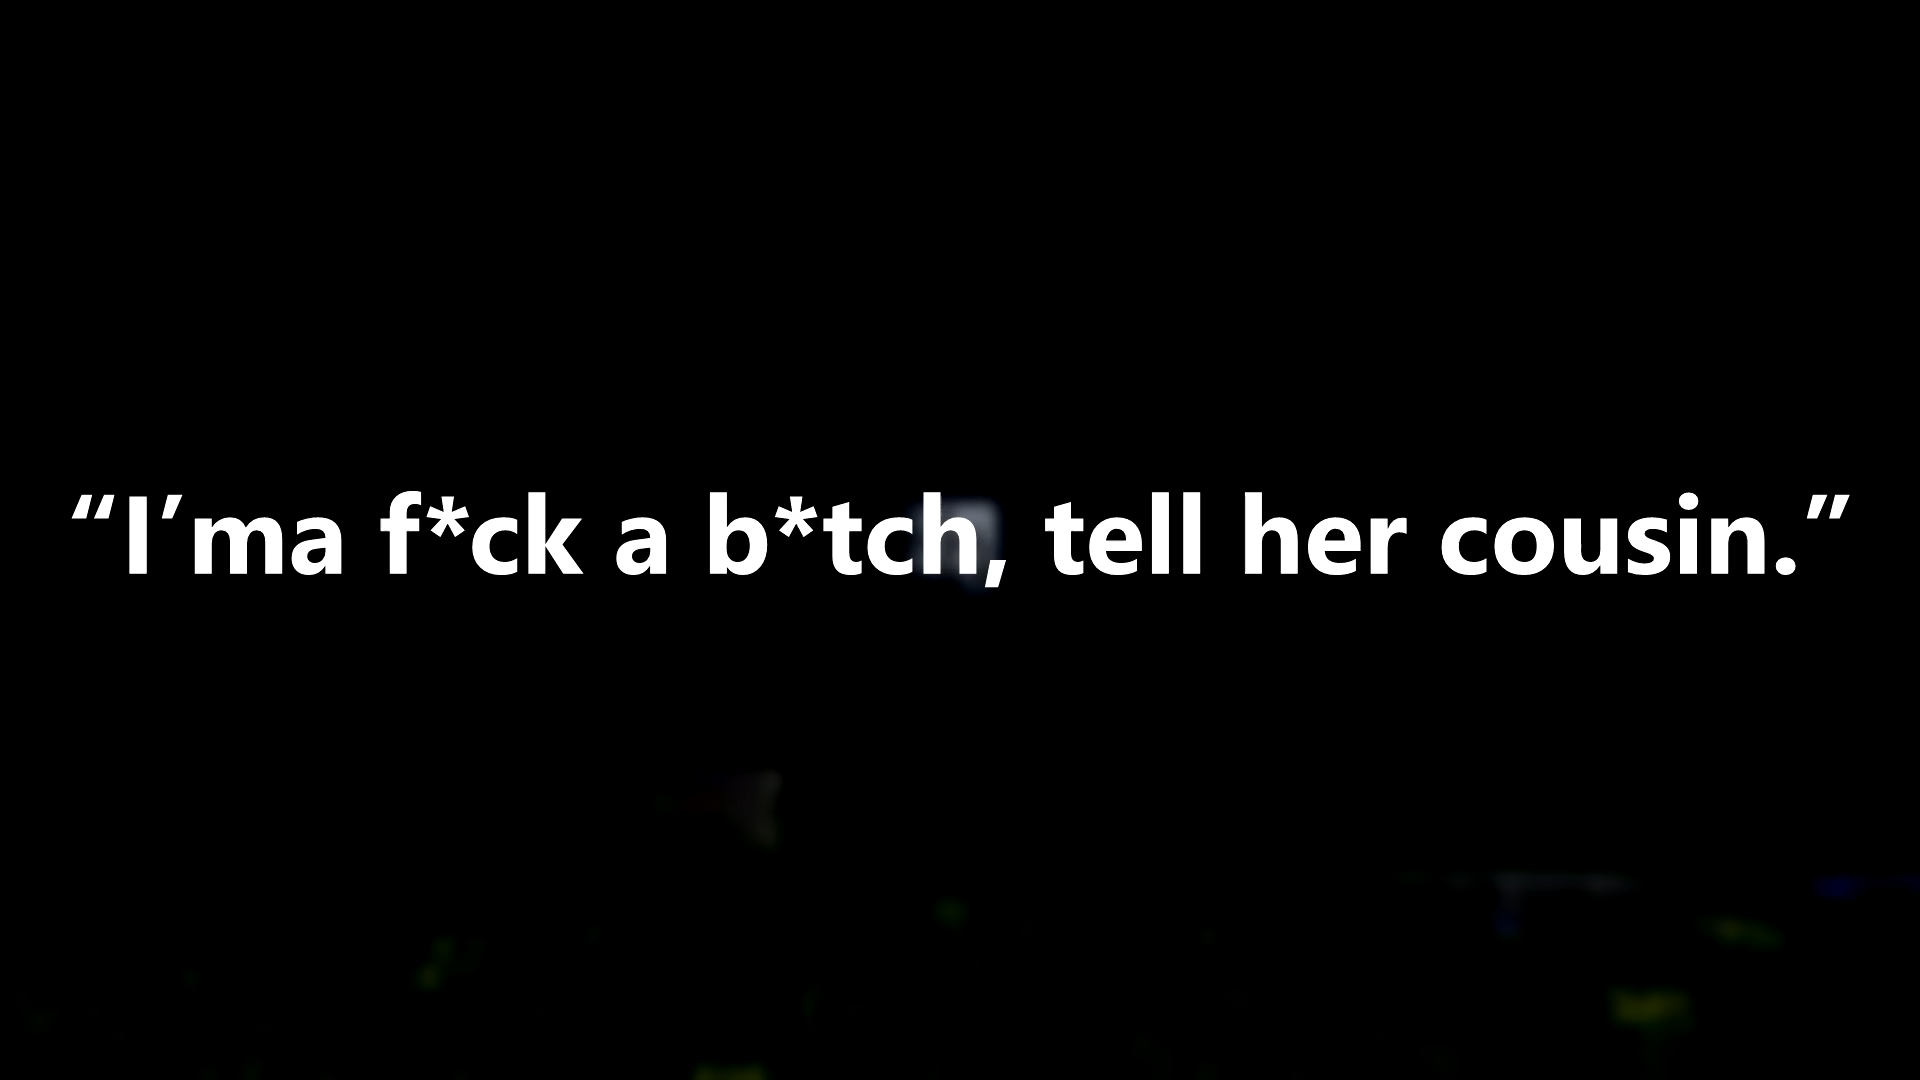 “I’ma f*ck a b*tch, tell her cousin.”